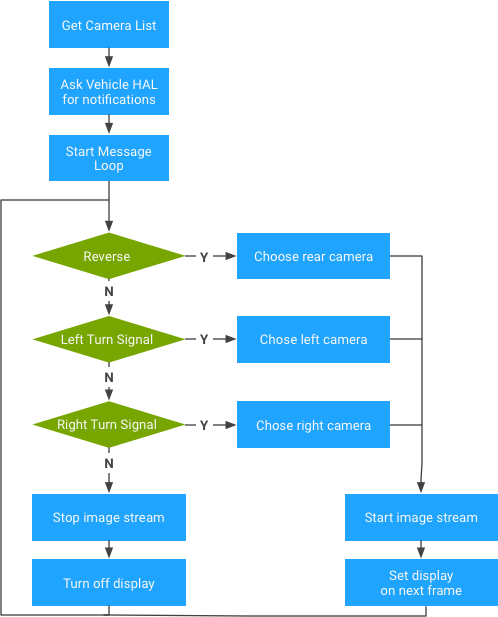 Get Camera List
Ask Vehicle HAL
for notifications
Start Message
Loop
Reverse
Y
Choose rear camera
N
Left Turn Signal
Y
Chose left camera
N
Right Turn Signal
Y
Chose right camera
N
Stop image stream
Start image stream
Turn off display
Set display
on next frame